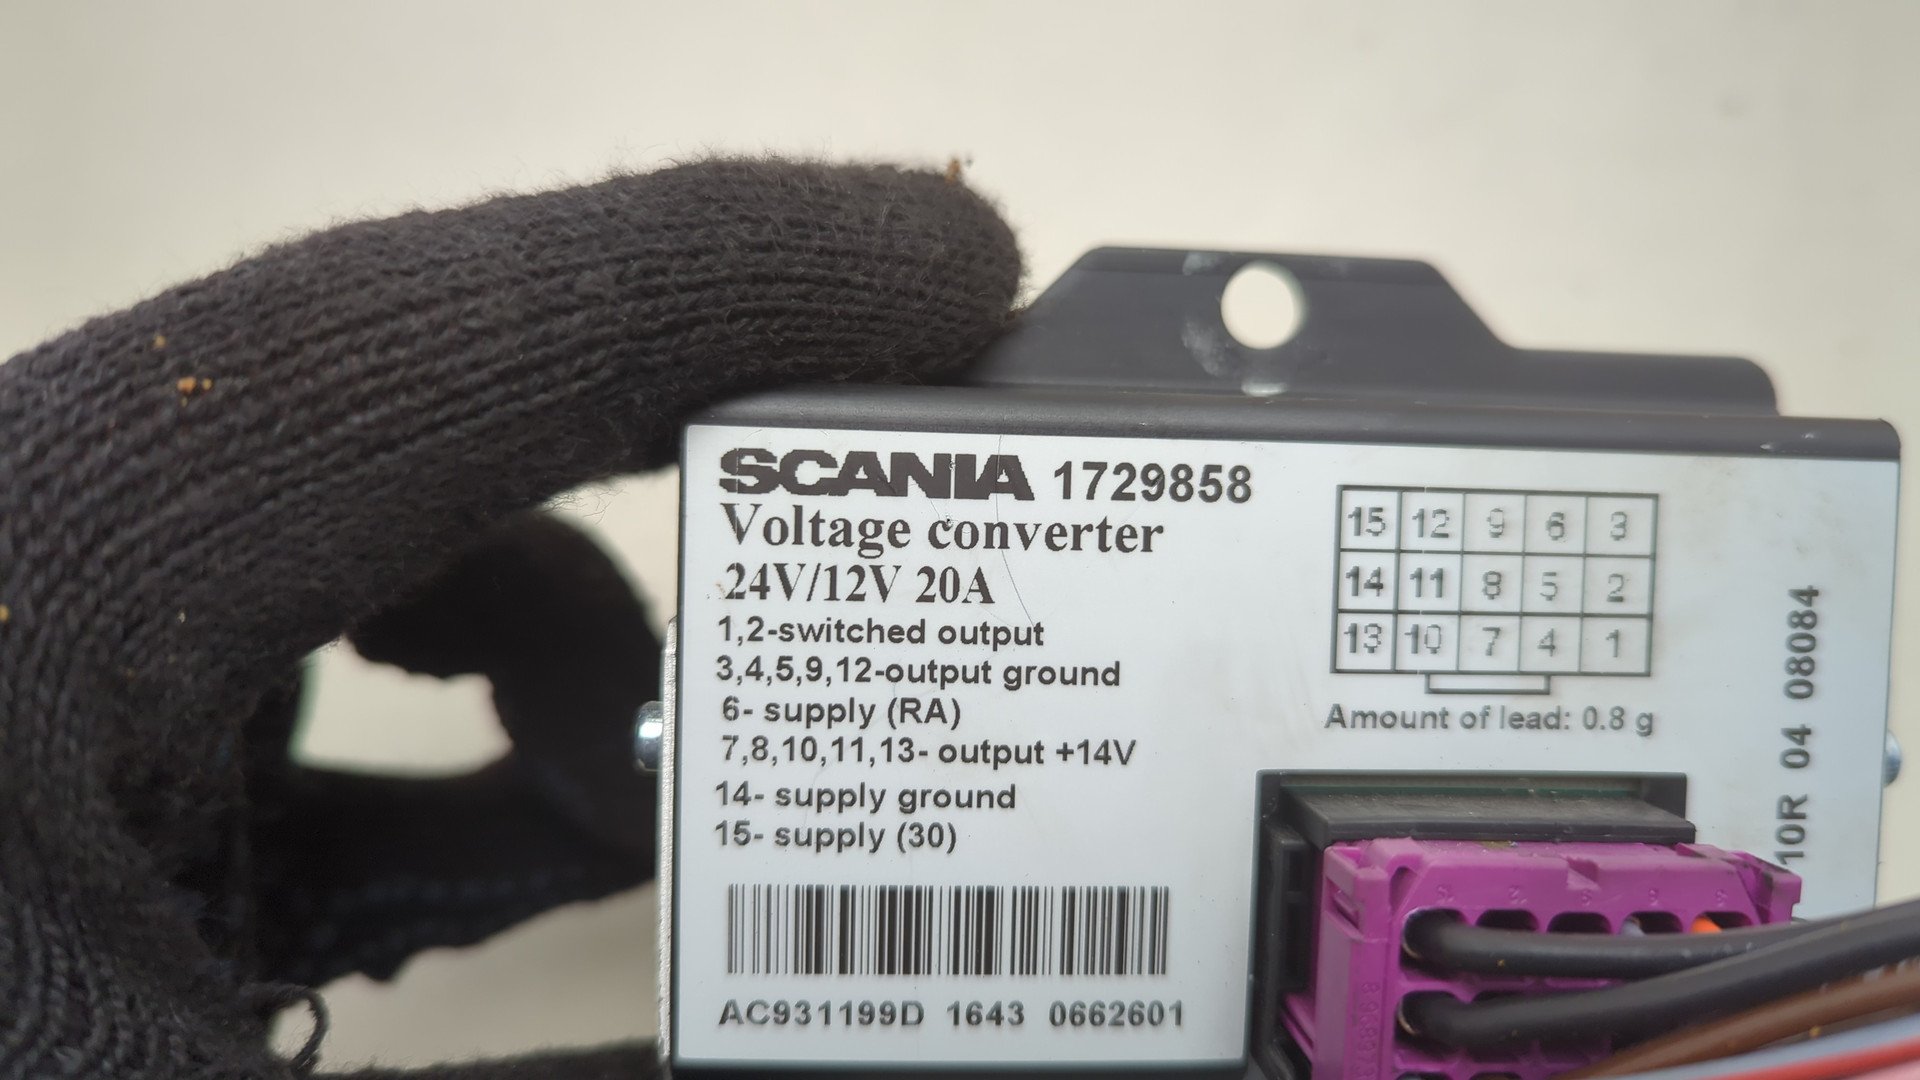 SCANIA 1729858
Voltage converter
24V/12V 20A
1,2-switched output
3,4,5,9,12-output ground
6- supply (RA)
7,8,10,11,13- output +14V
14- supply ground
15- supply (30)
AC931199D 1643 0662601
15 12 9 6 3
14 11 8 5 2
13 10 7 4 1
Amount of lead: 0.8 g
10R 04 08084